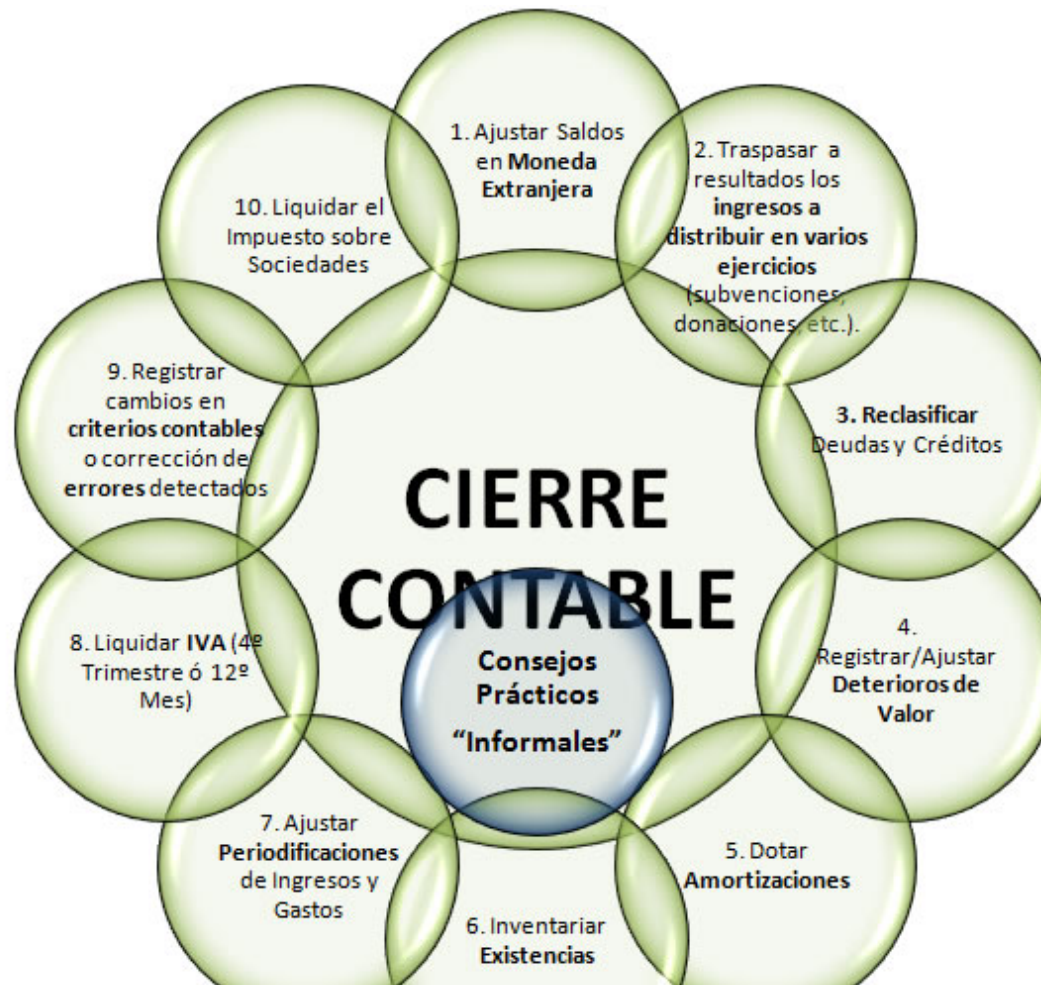 1. Ajustar Saldos
en Moneda
Extranjera
2. Traspasar a
resultados los
ingresos a
distribuir en varios
ejercicios
(subvenciones,
donaciones, etc.).
3. Reclasificar
Deudas y Créditos
4.
Registrar/Ajustar
Deterioros de
Valor
5. Dotar
Amortizaciones
6. Inventariar
Existencias
7. Ajustar
Periodificaciones
de Ingresos y
Gastos
8. Liquidar IVA (4º
Trimestre ó 12º
Mes)
9. Registrar
cambios en
criterios contables
o corrección de
errores detectados
10. Liquidar el
Impuesto sobre
Sociedades
CIERRE
CONTABLE
Consejos
Prácticos
“Informales”